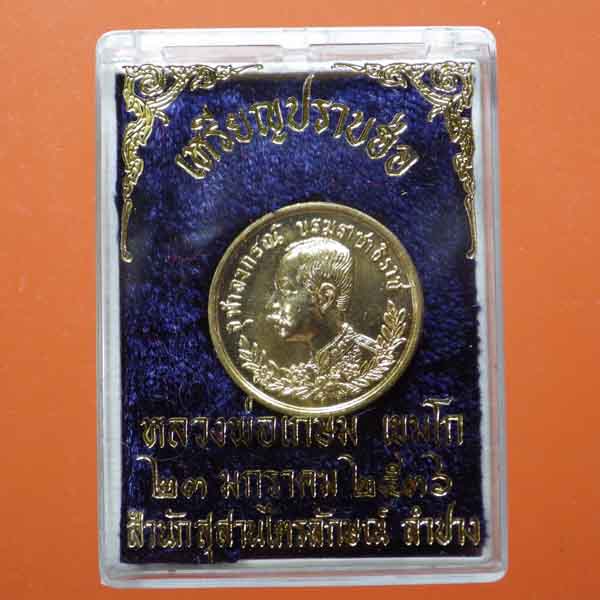 เหรียญปราบฮ่อ
จุฬาลงกรณ์ บรมราชาธิราช
หลวงพ่อเกษม เขมโก
๒๓ มกราคม ๒๕๓๖
สำนักสุสานไตรลักษณ์ ลำปาง